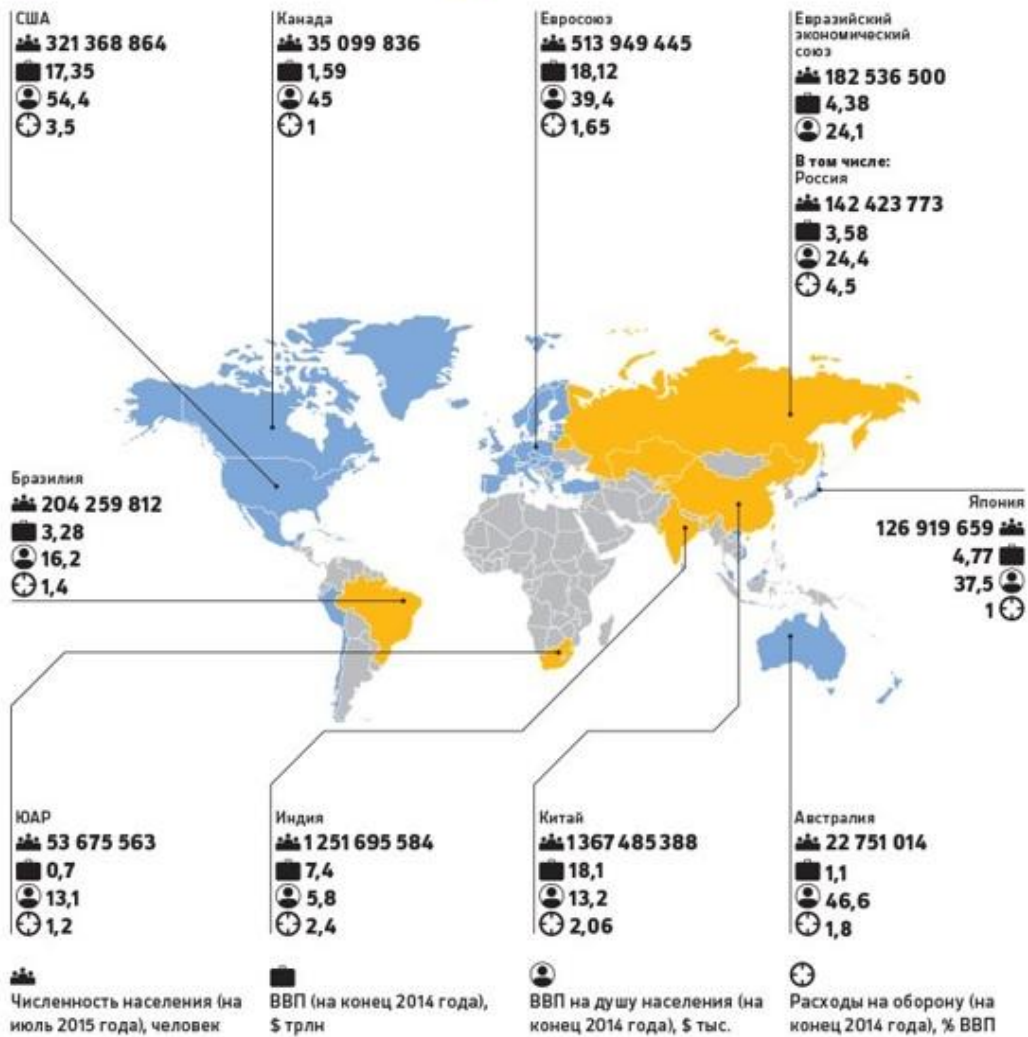 США
321 368 864
17,35
54,4
3,5
Канада
35 099 836
1,59
45
1
Евросоюз
513 949 445
18,12
39,4
1,65
Евразийский
экономический
союз
182 536 500
4,38
24,1
В том числе:
Россия
142 423 773
3,58
24,4
4,5
Бразилия
204 259 812
3,28
16,2
1,4
Япония
126 919 659
4,77
37,5
1
ЮАР
53 675 563
0,7
13,1
1,2
Индия
1 251 695 584
7,4
5,8
2,4
Китай
1 367 485 388
18,1
13,2
2,06
Австралия
22 751 014
1,1
46,6
1,8
Численность населения (на
июль 2015 года), человек
ВВП (на конец 2014 года),
$ трлн
ВВП на душу населения (на
конец 2014 года), $ тыс.
Расходы на оборону (на
конец 2014 года), % ВВП